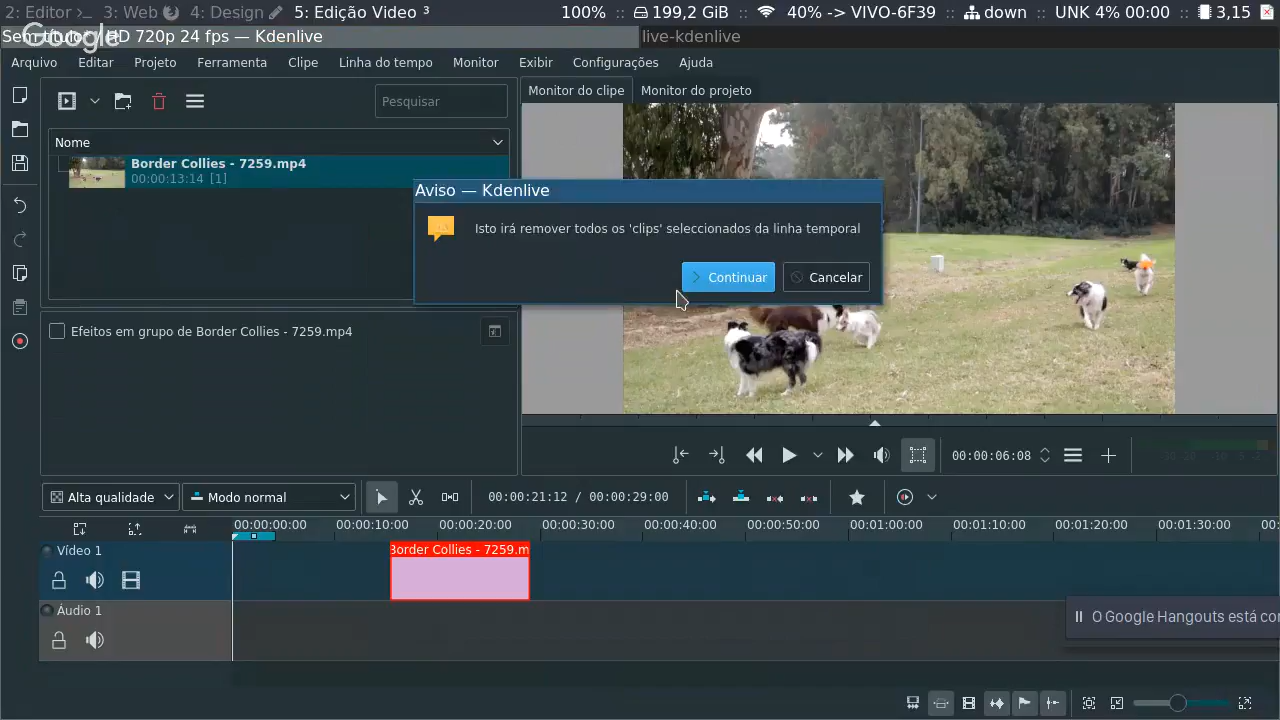 2: Editor 3: Web 4: Design 5: Edição Video ³ 100% :: 199,2 GiB :: 40% -> VIVO-6F39 :: down :: UNK 4% 00:00 :: 3,15
Google
Sem título / HD 720p 24 fps — Kdenlive
live-kdenlive
Arquivo Editar Projeto Ferramenta Clipe Linha do tempo Monitor Exibir Configurações Ajuda
Monitor do clipe Monitor do projeto
Pesquisar
Nome
Border Collies - 7259.mp4
00:00:13:14 [1]
Aviso — Kdenlive
Isto irá remover todos os 'clips' seleccionados da linha temporal
Continuar Cancelar
Efeitos em grupo de Border Collies - 7259.mp4
00:00:06:08
Alta qualidade Modo normal 00:00:21:12 / 00:00:29:00
00:00:00:00 00:00:10:00 00:00:20:00 00:00:30:00 00:00:40:00 00:00:50:00 00:01:00:00 00:01:10:00 00:01:20:00 00:01:30:00 00:
Vídeo 1
Border Collies - 7259.m
Áudio 1
O Google Hangouts está co